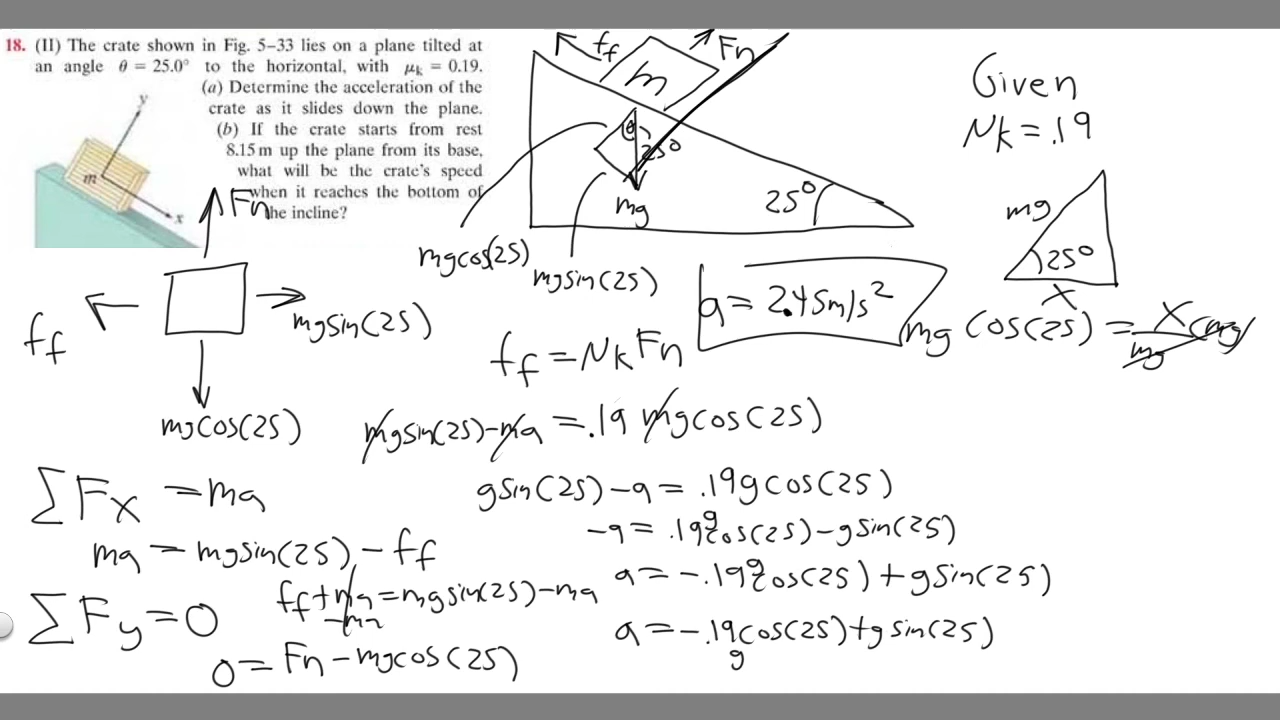 18. (II) The crate shown in Fig. 5–33 lies on a plane tilted at
an angle θ = 25.0° to the horizontal, with μk = 0.19.
(a) Determine the acceleration of the
crate as it slides down the plane.
(b) If the crate starts from rest
8.15 m up the plane from its base,
what will be the crate's speed
when it reaches the bottom of
the incline?
y
m
x
ff
Fn
m
θ
25°
mg
25°
mgcos(25)
mgsin(25)
Given
Nk = .19
mg
25°
x
mg cos(25) = x(mg)
mg
Fn
ff
mgsin(25)
mgcos(25)
a = 2.45m/s²
ff = NkFn
mgsin(25)-ma = .19 mgcos(25)
gsin(25)-a = .19gcos(25)
-a = .19gcos(25)-gsin(25)
a = -.19gcos(25)+gsin(25)
a = -.19gcos(25)+gsin(25)
ΣFx = ma
ma = mgsin(25)-ff
ff+ma=mgsin(25)-ma
-ma
ΣFy=0
0 = Fn-mgcos(25)